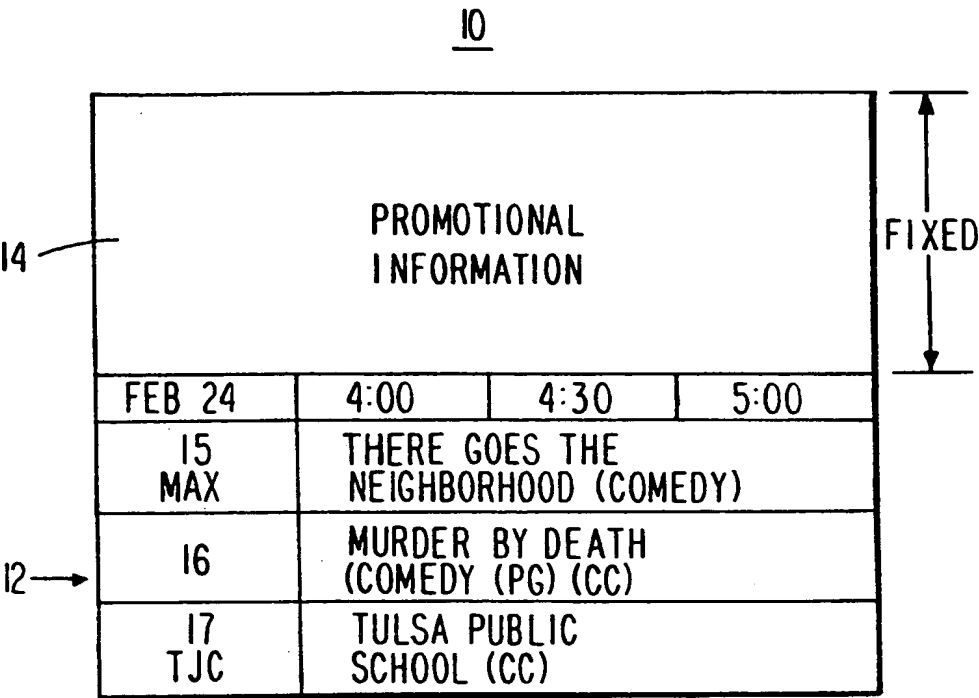 10
PROMOTIONAL
INFORMATION
14
FIXED
FEB 24 4:00 4:30 5:00
15
MAX
THERE GOES THE
NEIGHBORHOOD (COMEDY)
16
MURDER BY DEATH
(COMEDY (PG) (CC)
12
17
TJC
TULSA PUBLIC
SCHOOL (CC)